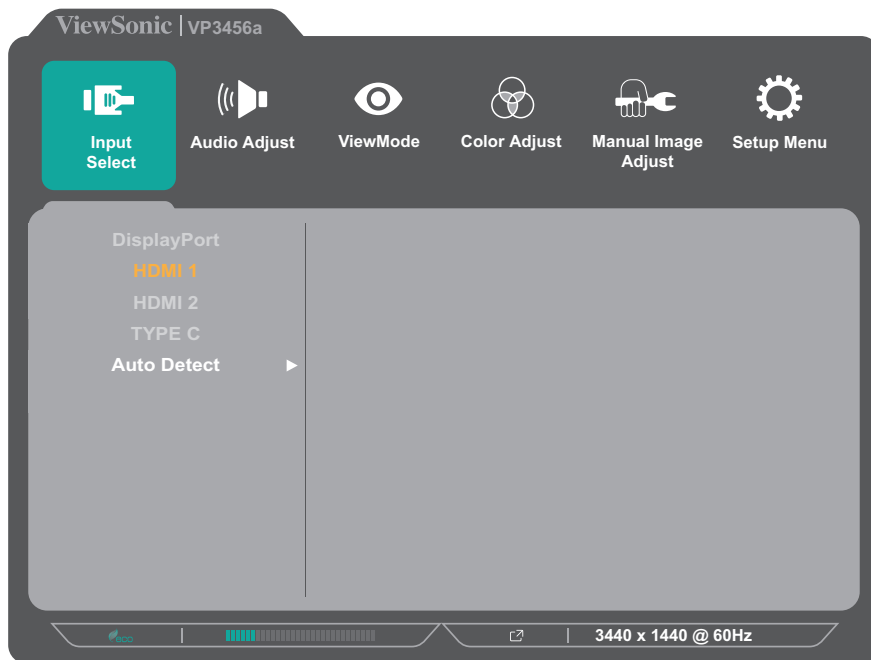 ViewSonic | VP3456a
Input
Select
Audio Adjust
ViewMode
Color Adjust
Manual Image
Adjust
Setup Menu
DisplayPort
HDMI 1
HDMI 2
TYPE C
Auto Detect ►
eco
3440 x 1440 @ 60Hz